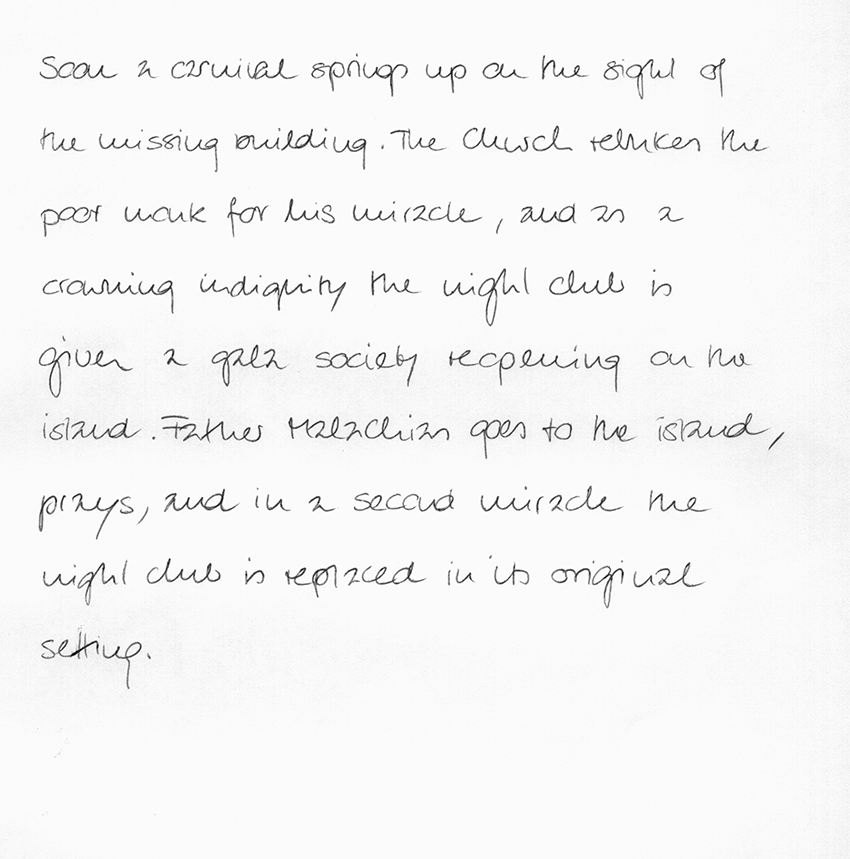 Soon a carnival springs up on the sight of
the missing building. The Church rebukes the
poor monk for his miracle, and as a
crowning indignity the night club is
given a gala society reopening on the
island. Father Malachias goes to the island,
prays, and in a second miracle the
night club is replaced in its original
setting.